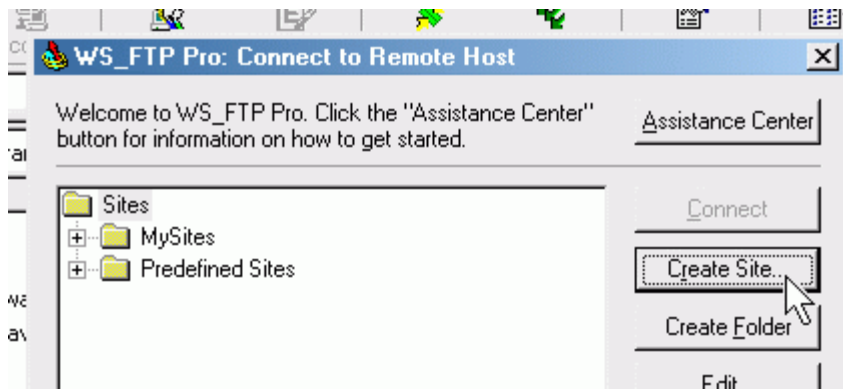 WS_FTP Pro: Connect to Remote Host
Welcome to WS_FTP Pro. Click the "Assistance Center"
button for information on how to get started.
Assistance Center
Sites
MySites
Predefined Sites
Connect
Create Site...
Create Folder
Edit